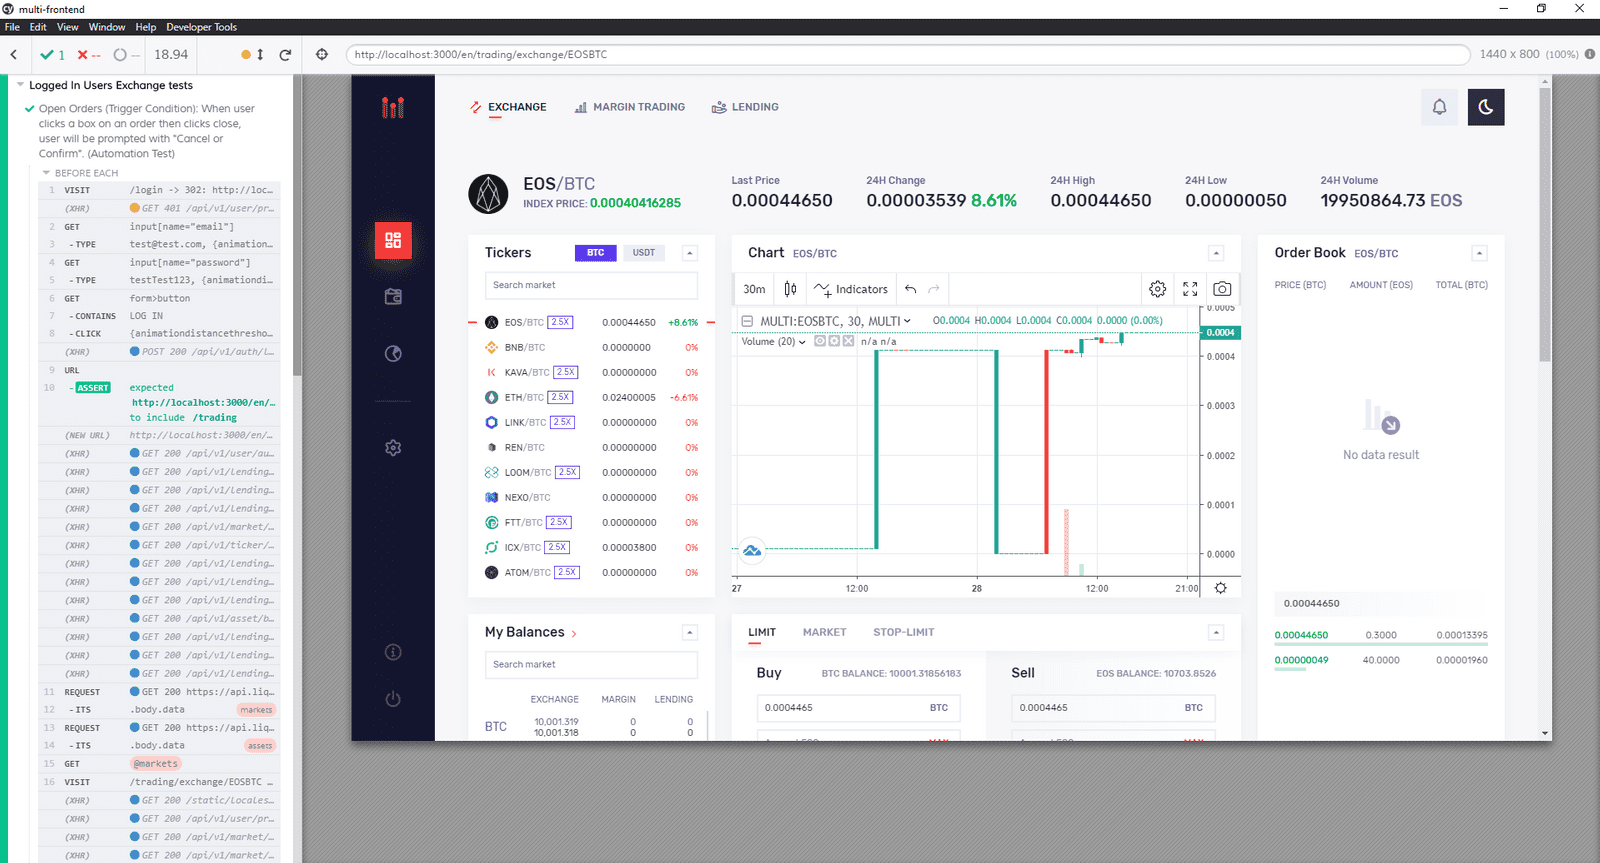 multi-frontend
File Edit View Window Help Developer Tools
1 -- -- 18.94 http://localhost:3000/en/trading/exchange/EOSBTC 1440 x 800 (100%)
Logged In Users Exchange tests
Open Orders (Trigger Condition): When user
clicks a box on an order then clicks close,
user will be prompted with "Cancel or
Confirm". (Automation Test)
BEFORE EACH
1 VISIT /login -> 302: http://loc...
(XHR) GET 401 /api/v1/user/pr...
2 GET input[name="email"]
3 -TYPE test@test.com, {animation...
4 GET input[name="password"]
5 -TYPE testTest123, {animationdi...
6 GET form>button
7 -CONTAINS LOG IN
8 -CLICK {animationdistancethresho...
(XHR) POST 200 /api/v1/auth/l...
9 URL
10 -ASSERT expected
http://localhost:3000/en/...
to include /trading
(NEW URL) http://localhost:3000/en/...
(XHR) GET 200 /api/v1/user/au...
(XHR) GET 200 /api/v1/lending...
(XHR) GET 200 /api/v1/lending...
(XHR) GET 200 /api/v1/lending...
(XHR) GET 200 /api/v1/market/...
(XHR) GET 200 /api/v1/ticker/...
(XHR) GET 200 /api/v1/lending...
(XHR) GET 200 /api/v1/lending...
(XHR) GET 200 /api/v1/lending...
(XHR) GET 200 /api/v1/asset/b...
(XHR) GET 200 /api/v1/lending...
(XHR) GET 200 /api/v1/lending...
(XHR) GET 200 /api/v1/lending...
11 REQUEST GET 200 https://api.liq...
12 -ITS .body.data markets
13 REQUEST GET 200 https://api.liq...
14 -ITS .body.data assets
15 GET @markets
16 VISIT /trading/exchange/EOSBTC ...
(XHR) GET 200 /static/locales...
(XHR) GET 200 /api/v1/user/pr...
(XHR) GET 200 /api/v1/market/...
(XHR) GET 200 /api/v1/market/...
EXCHANGE MARGIN TRADING LENDING
EOS/BTC
INDEX PRICE: 0.00040416285
Last Price 24H Change 24H High 24H Low 24H Volume
0.00044650 0.00003539 8.61% 0.00044650 0.00000050 19950864.73 EOS
Tickers BTC USDT
Search market
EOS/BTC 2.5X 0.00044650 +8.61%
BNB/BTC 0.0000000 0%
KAVA/BTC 2.5X 0.00000000 0%
ETH/BTC 2.5X 0.02400005 -6.61%
LINK/BTC 2.5X 0.00000000 0%
REN/BTC 0.00000000 0%
LOOM/BTC 2.5X 0.00000000 0%
NEXO/BTC 0.00000000 0%
FTT/BTC 2.5X 0.00000000 0%
ICX/BTC 2.5X 0.00003800 0%
ATOM/BTC 2.5X 0.00000000 0%
Chart EOS/BTC
30m Indicators
MULTI:EOSBTC, 30, MULTI O0.0004 H0.0004 L0.0004 C0.0004 0.0000 (0.00%)
Volume (20) n/a n/a
0.0005
0.0004
0.0004
0.0003
0.0002
0.0001
0.0000
27 12:00 28 12:00 21:00
Order Book EOS/BTC
PRICE (BTC) AMOUNT (EOS) TOTAL (BTC)
No data result
0.00044650
0.00044650 0.3000 0.00013395
0.00000049 40.0000 0.00001960
My Balances
Search market
EXCHANGE MARGIN LENDING
BTC 10,001.319 0 0
10,001.318 0 0
LIMIT MARKET STOP-LIMIT
Buy BTC BALANCE: 10001.31856183
0.0004465 BTC
Sell EOS BALANCE: 10703.8526
0.0004465 BTC